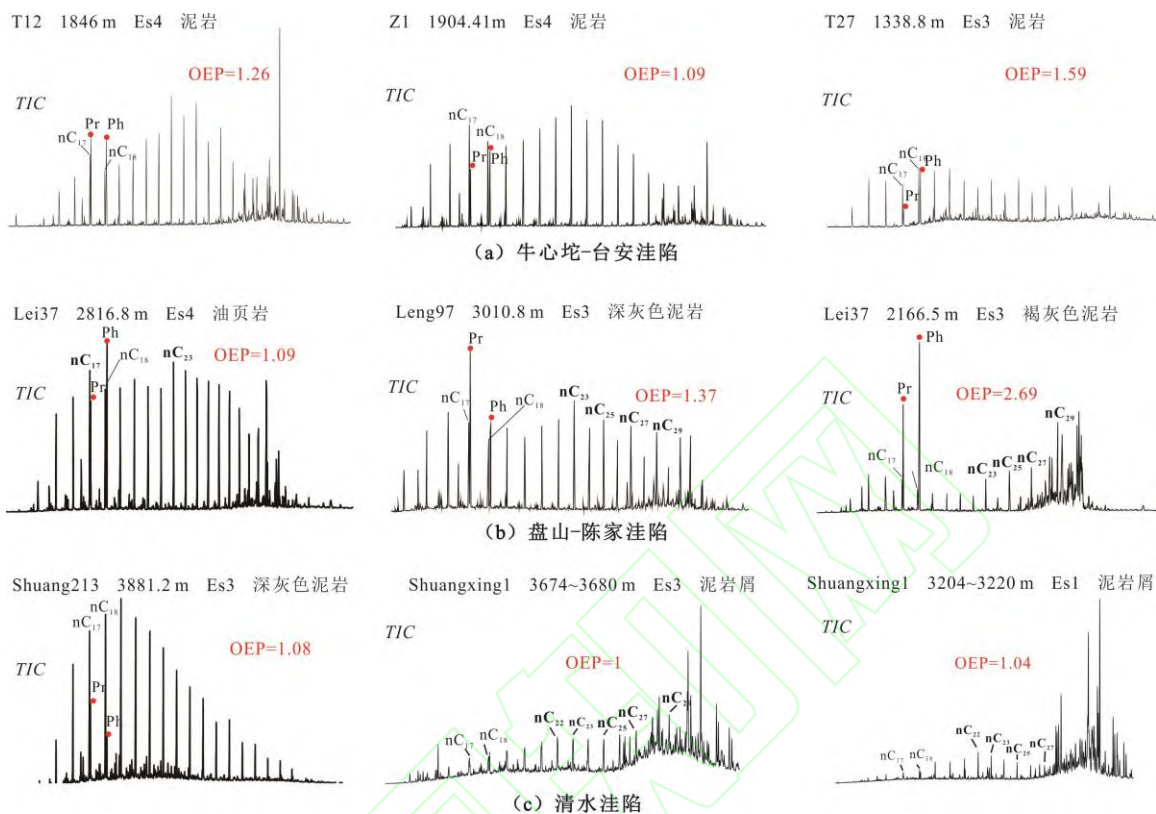 T12 1846 m Es4 泥岩
OEP=1.26
TIC
Pr
Ph
nC₁₇
nC₁₈
Z1 1904.41m Es4 泥岩
OEP=1.09
TIC
nC₁₇
nC₁₈
Pr
Ph
T27 1338.8 m Es3 泥岩
OEP=1.59
TIC
nC₁₈
nC₁₇
Ph
Pr
(a) 牛心坨-台安洼陷
Lei37 2816.8 m Es4 油页岩
Ph
nC₁₇
nC₁₈
nC₂₃
OEP=1.09
Pr
TIC
Leng97 3010.8 m Es3 深灰色泥岩
Pr
TIC
nC₁₇
Ph
nC₁₈
nC₂₃
OEP=1.37
nC₂₅
nC₂₇
nC₂₉
Lei37 2166.5 m Es3 褐灰色泥岩
Ph
Pr
OEP=2.69
TIC
nC₁₇
nC₁₈
nC₂₃
nC₂₅
nC₂₇
nC₂₉
(b) 盘山-陈家洼陷
Shuang213 3881.2 m Es3 深灰色泥岩
nC₁₈
nC₁₇
OEP=1.08
TIC
Pr
Ph
Shuangxing1 3674~3680 m Es3 泥岩屑
TIC
OEP=1
nC₁₇
nC₁₈
nC₂₂
nC₂₃
nC₂₅
nC₂₇
Shuangxing1 3204~3220 m Es1 泥岩屑
TIC
OEP=1.04
nC₁₇
nC₁₈
nC₂₂
nC₂₃
nC₂₅
nC₂₇
(c) 清水洼陷